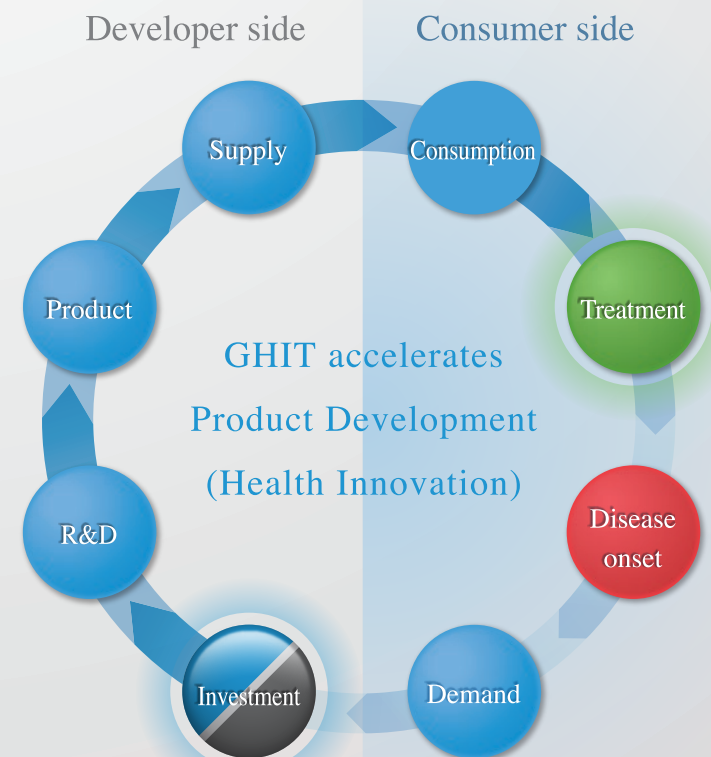 Developer side
Consumer side
Supply
Consumption
Product
Treatment
GHIT accelerates
Product Development
(Health Innovation)
R&D
Disease
onset
Investment
Demand